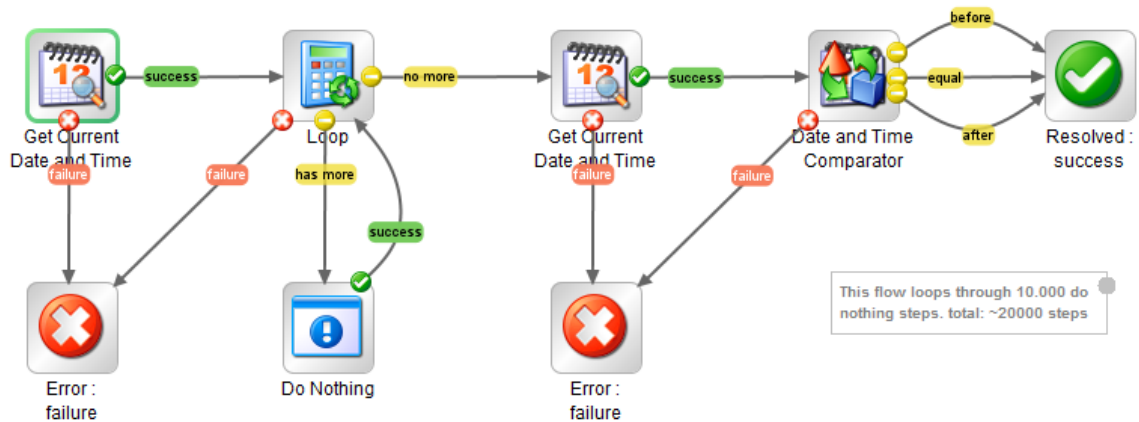 before
success
no more
success
equal
after
12
12
Get Current
Date and Time
Loop
Get Current
Date and Time
Date and Time
Comparator
Resolved :
success
failure
failure
has more
failure
failure
success
This flow loops through 10.000 do
nothing steps. total: ~20000 steps
Error :
failure
Do Nothing
Error :
failure